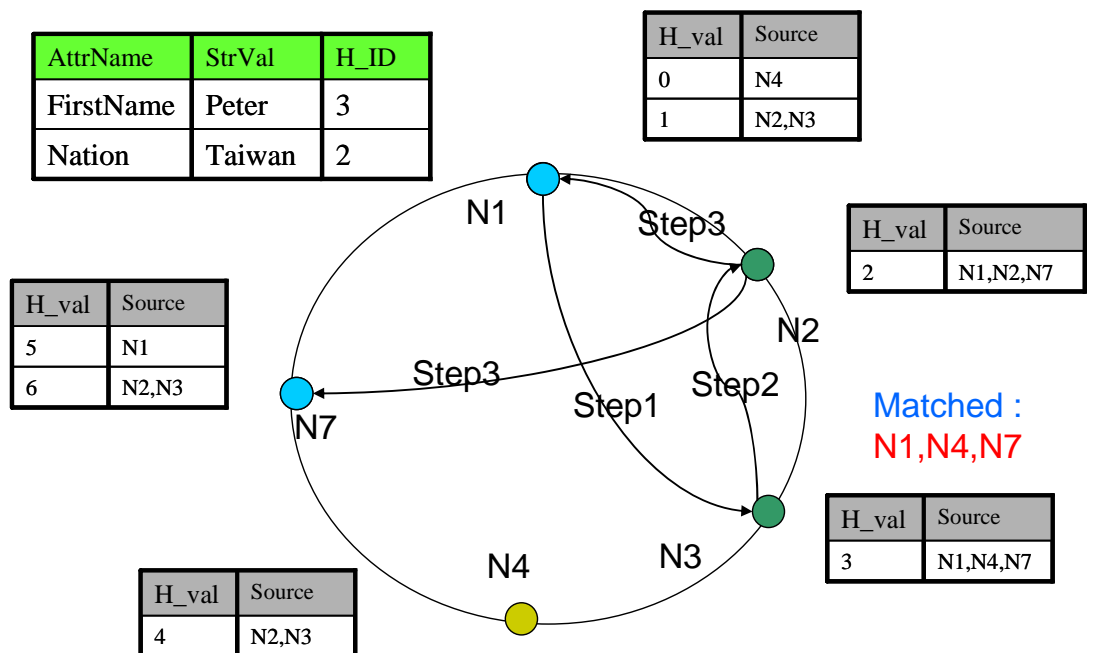 AttrName StrVal H_ID
FirstName Peter 3
Nation Taiwan 2
H_val Source
0 N4
1 N2,N3
N1
Step3
H_val Source
2 N1,N2,N7
N2
H_val Source
5 N1
6 N2,N3
Step3
Step2
Step1
N7
Matched :
N1,N4,N7
H_val Source
3 N1,N4,N7
N3
N4
H_val Source
4 N2,N3